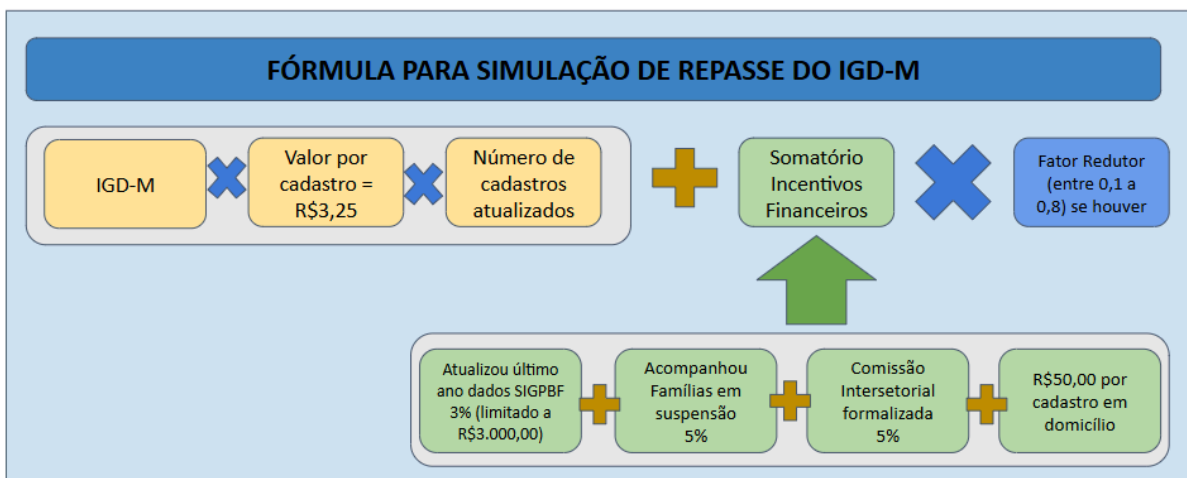 FÓRMULA PARA SIMULAÇÃO DE REPASSE DO IGD-M
IGD-M
Valor por
cadastro =
R$3,25
Número de
cadastros
atualizados
Somatório
Incentivos
Financeiros
Fator Redutor
(entre 0,1 a
0,8) se houver
Atualizou último
ano dados SIGPBF
3% (limitado a
R$3.000,00)
Acompanhou
Famílias em
suspensão
5%
Comissão
Intersetorial
formalizada
5%
R$50,00 por
cadastro em
domicílio